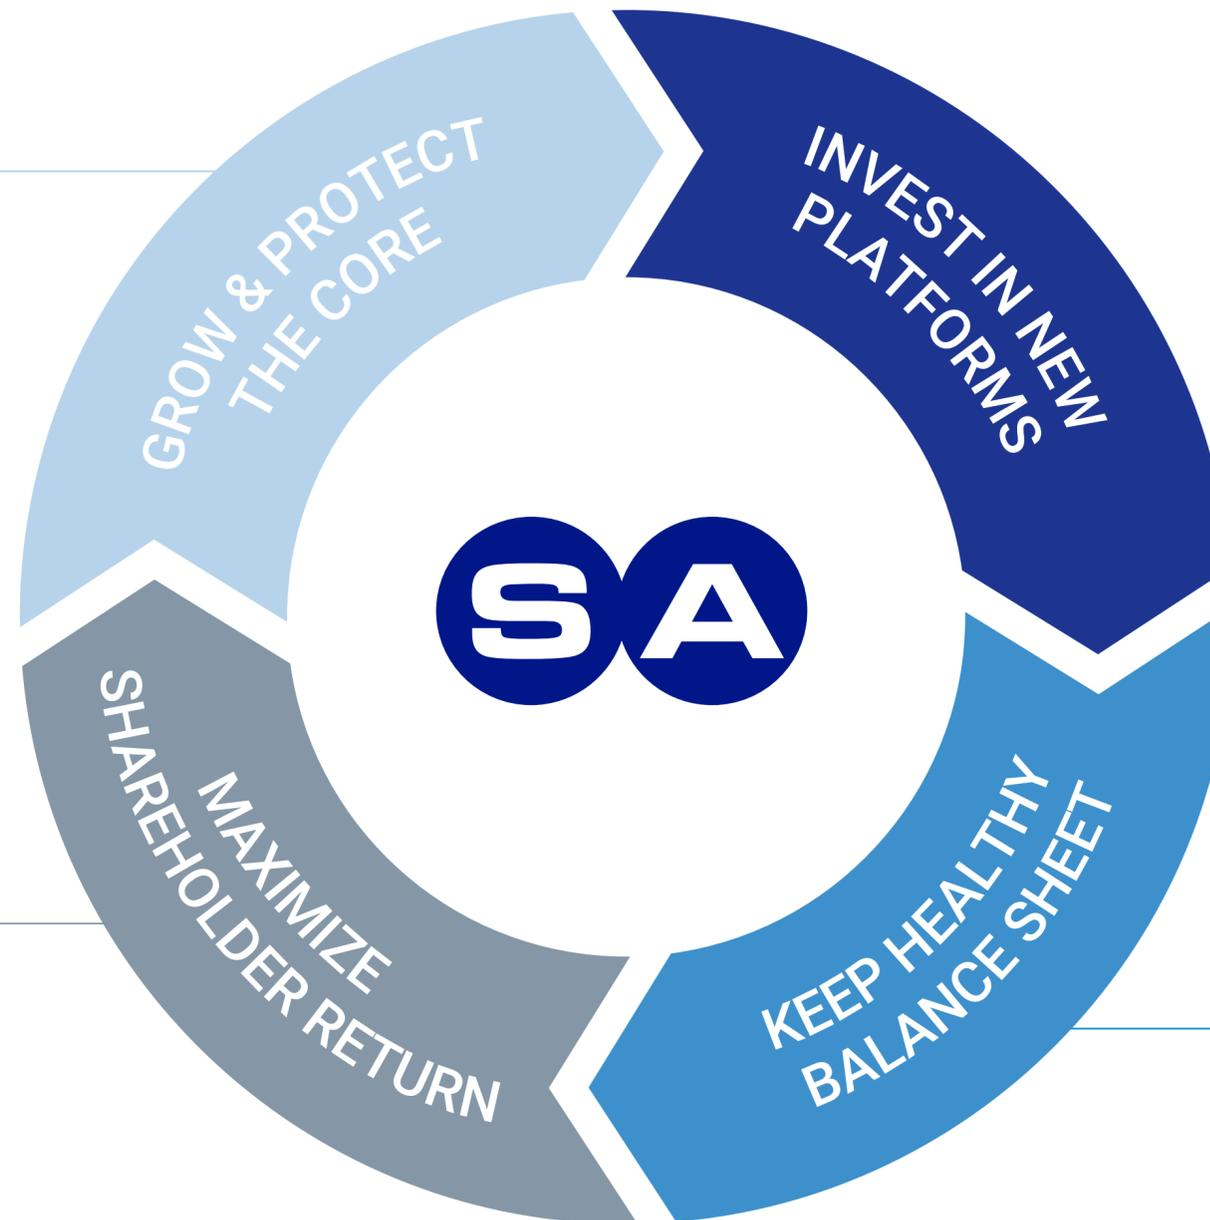 GROW & PROTECT
THE CORE
INVEST IN NEW
PLATFORMS
SA
KEEP HEALTHY
BALANCE SHEET
MAXIMIZE
SHAREHOLDER RETURN